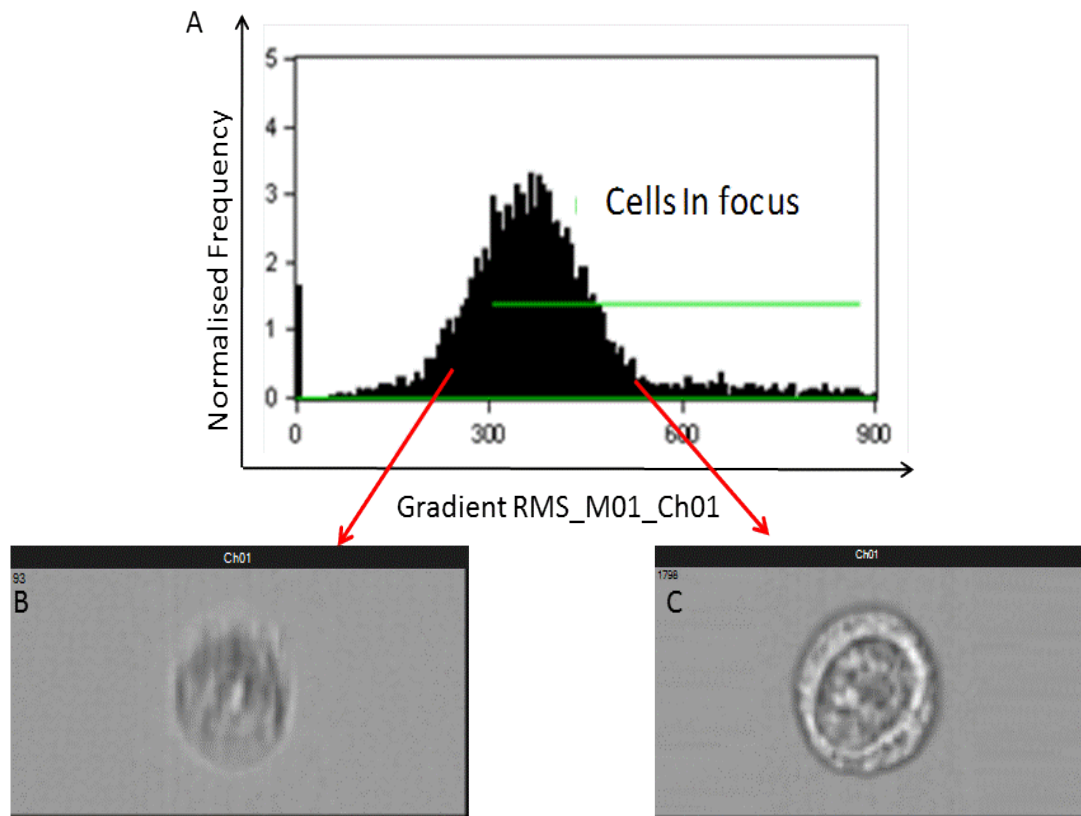 A
Normalised Frequency
5
4
3
2
1
0
Cells In focus
0 300 600 900
Gradient RMS_M01_Ch01
Ch01
93
B
Ch01
1798
C